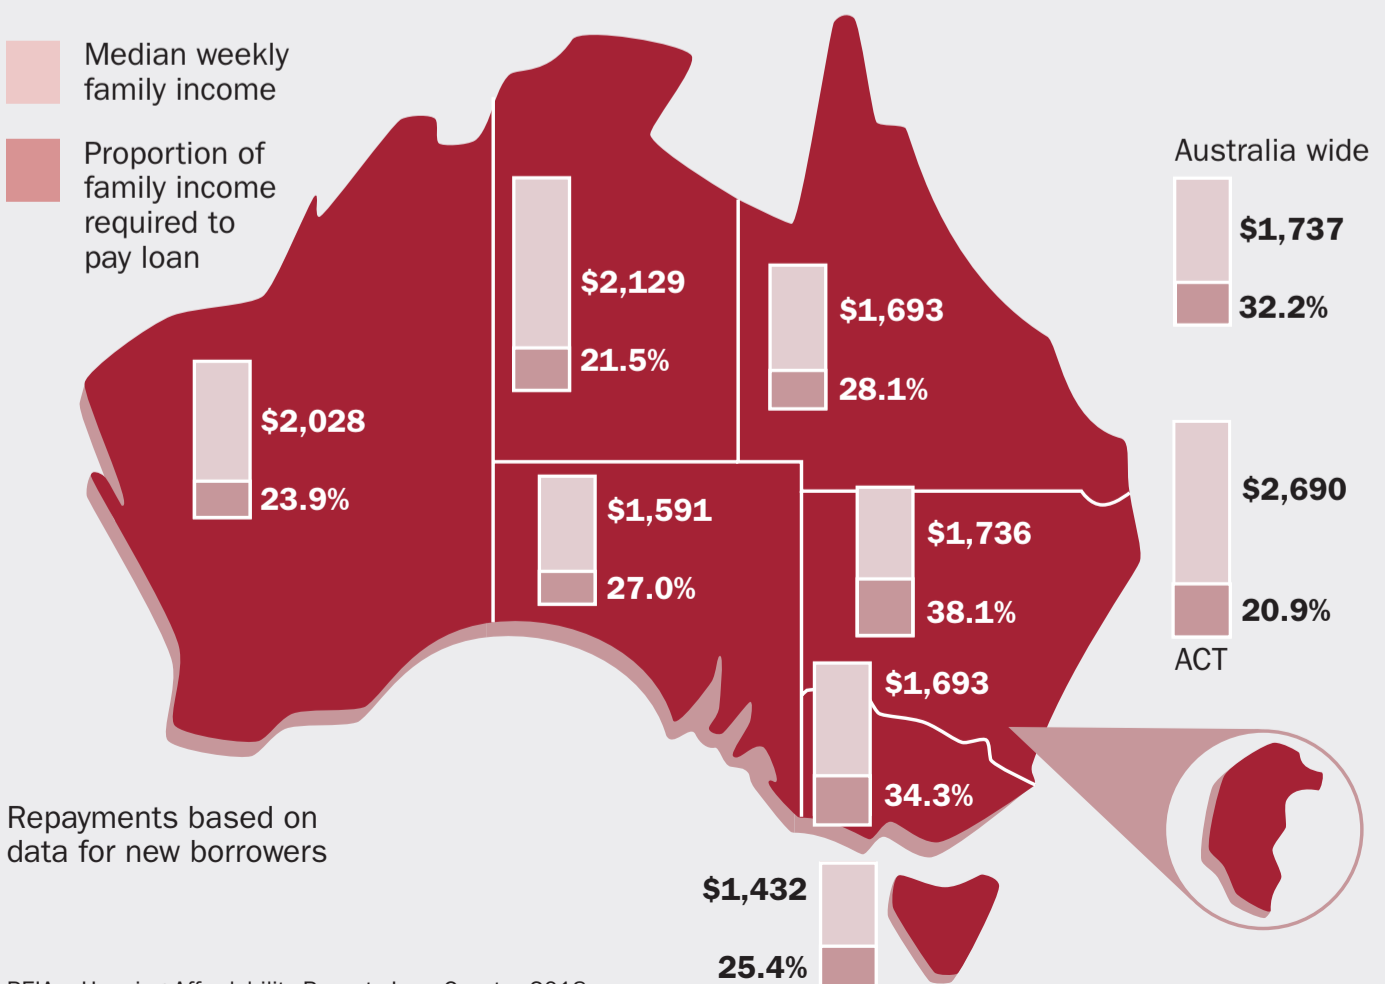 Median weekly
family income
Proportion of
family income
required to
pay loan
Australia wide
$1,737
32.2%
$2,129
21.5%
$1,693
28.1%
$2,028
23.9%
$1,591
27.0%
$1,736
38.1%
$2,690
20.9%
ACT
$1,693
34.3%
Repayments based on
data for new borrowers
$1,432
25.4%